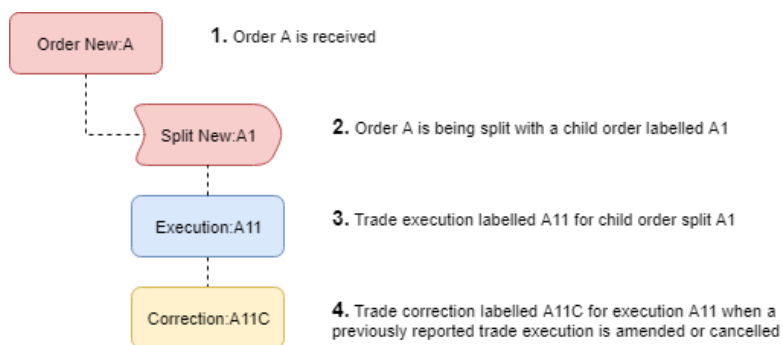 Order New:A
1. Order A is received
Split New:A1
2. Order A is being split with a child order labelled A1
Execution:A11
3. Trade execution labelled A11 for child order split A1
Correction:A11C
4. Trade correction labelled A11C for execution A11 when a
previously reported trade execution is amended or cancelled